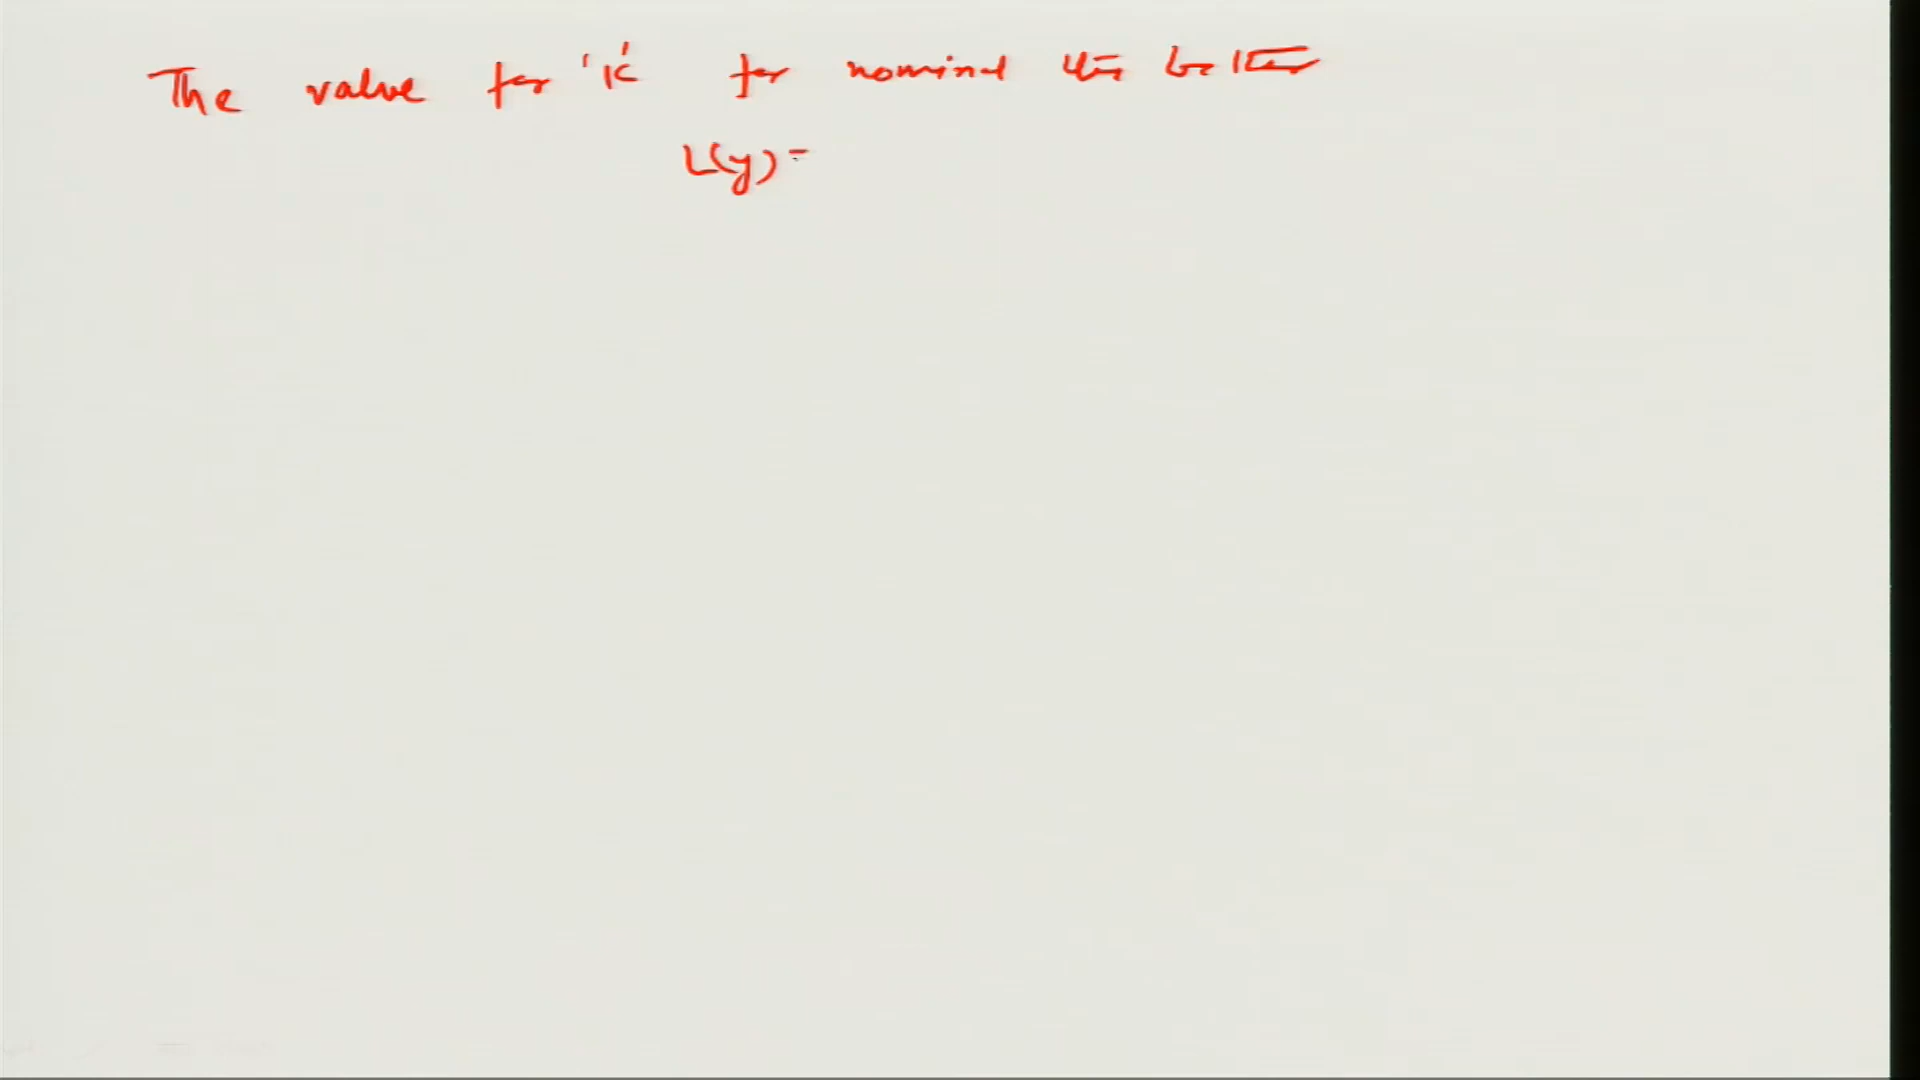 The value for 'K' for nominal the better
L(y) =